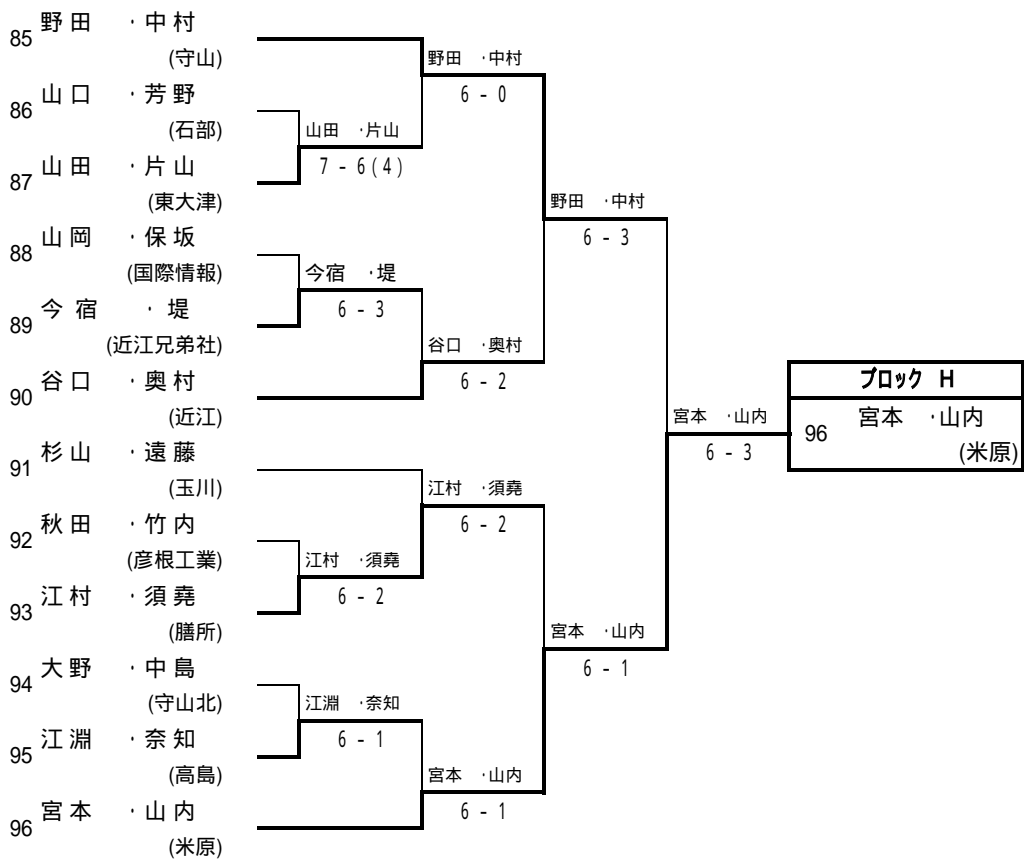 85 野田 ・中村
(守山)
86 山口 ・芳野
(石部)
87 山田 ・片山
(東大津)
88 山岡 ・保坂
(国際情報)
89 今宿 ・堤
(近江兄弟社)
90 谷口 ・奥村
(近江)
91 杉山 ・遠藤
(玉川)
92 秋田 ・竹内
(彦根工業)
93 江村 ・須堯
(膳所)
94 大野 ・中島
(守山北)
95 江淵 ・奈知
(高島)
96 宮本 ・山内
(米原)
山田 ・片山
7 - 6(4)
今宿 ・堤
6 - 3
江村 ・須堯
6 - 2
江淵 ・奈知
6 - 1
野田 ・中村
6 - 0
谷口 ・奥村
6 - 2
江村 ・須堯
6 - 2
宮本 ・山内
6 - 1
野田 ・中村
6 - 3
宮本 ・山内
6 - 1
宮本 ・山内
6 - 3
ブロック H
96 宮本 ・山内
(米原)